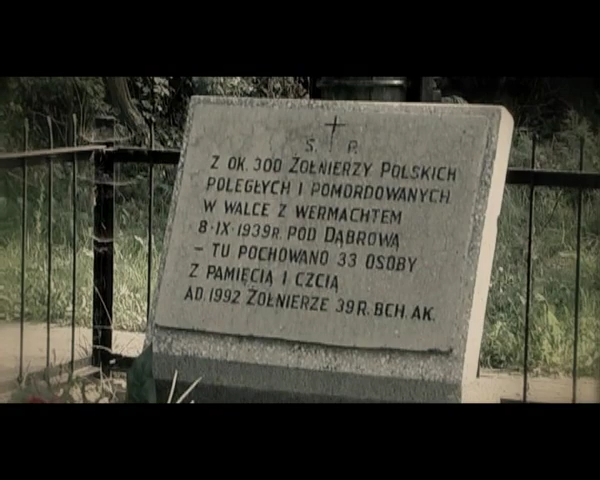 Ś. P.
Z OK. 300 ŻOŁNIERZY POLSKICH
POLEGŁYCH I POMORDOWANYCH
W WALCE Z WERMACHTEM
8·IX·1939R. POD DĄBROWĄ
– TU POCHOWANO 33 OSOBY
Z PAMIĘCIĄ I CZCIĄ
AD. 1992 ŻOŁNIERZE 39R. BCH. AK.